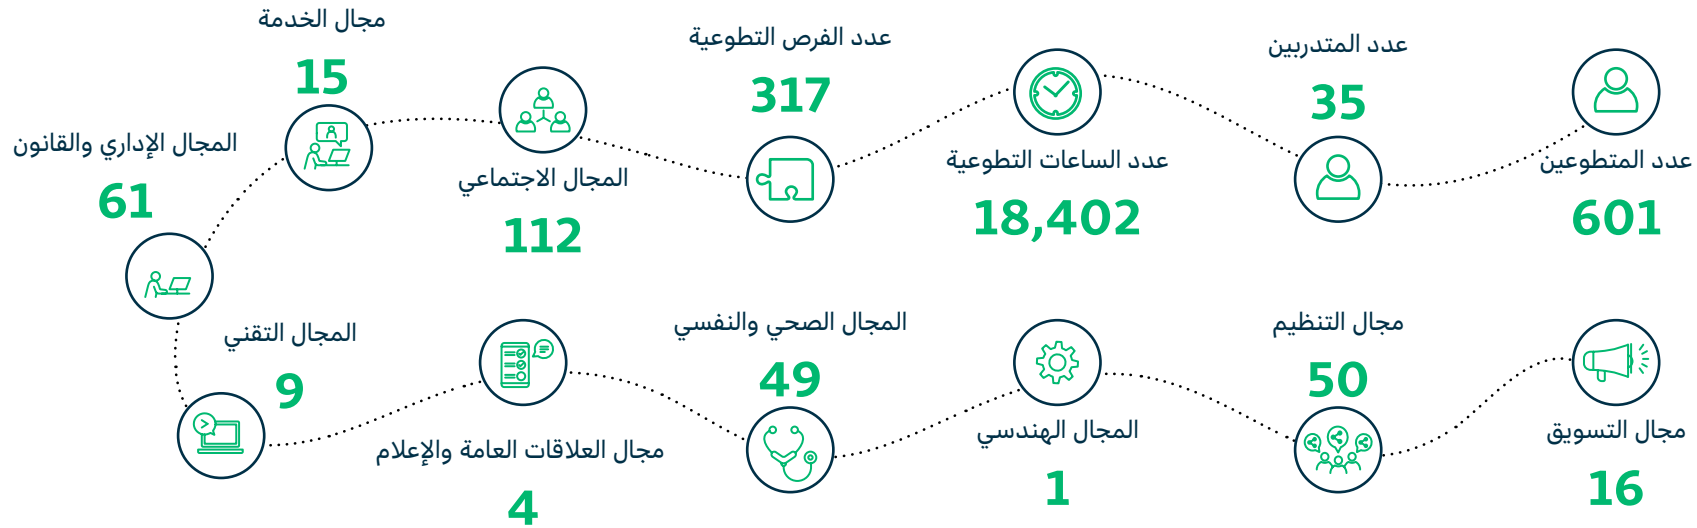 عدد المتطوعين
601
عدد المتدربين
35
عدد الساعات التطوعية
18,402
عدد الفرص التطوعية
317
المجال الاجتماعي
112
مجال الخدمة
15
المجال الإداري والقانون
61
المجال التقني
9
مجال العلاقات العامة والإعلام
4
المجال الصحي والنفسي
49
المجال الهندسي
1
مجال التنظيم
50
مجال التسويق
16